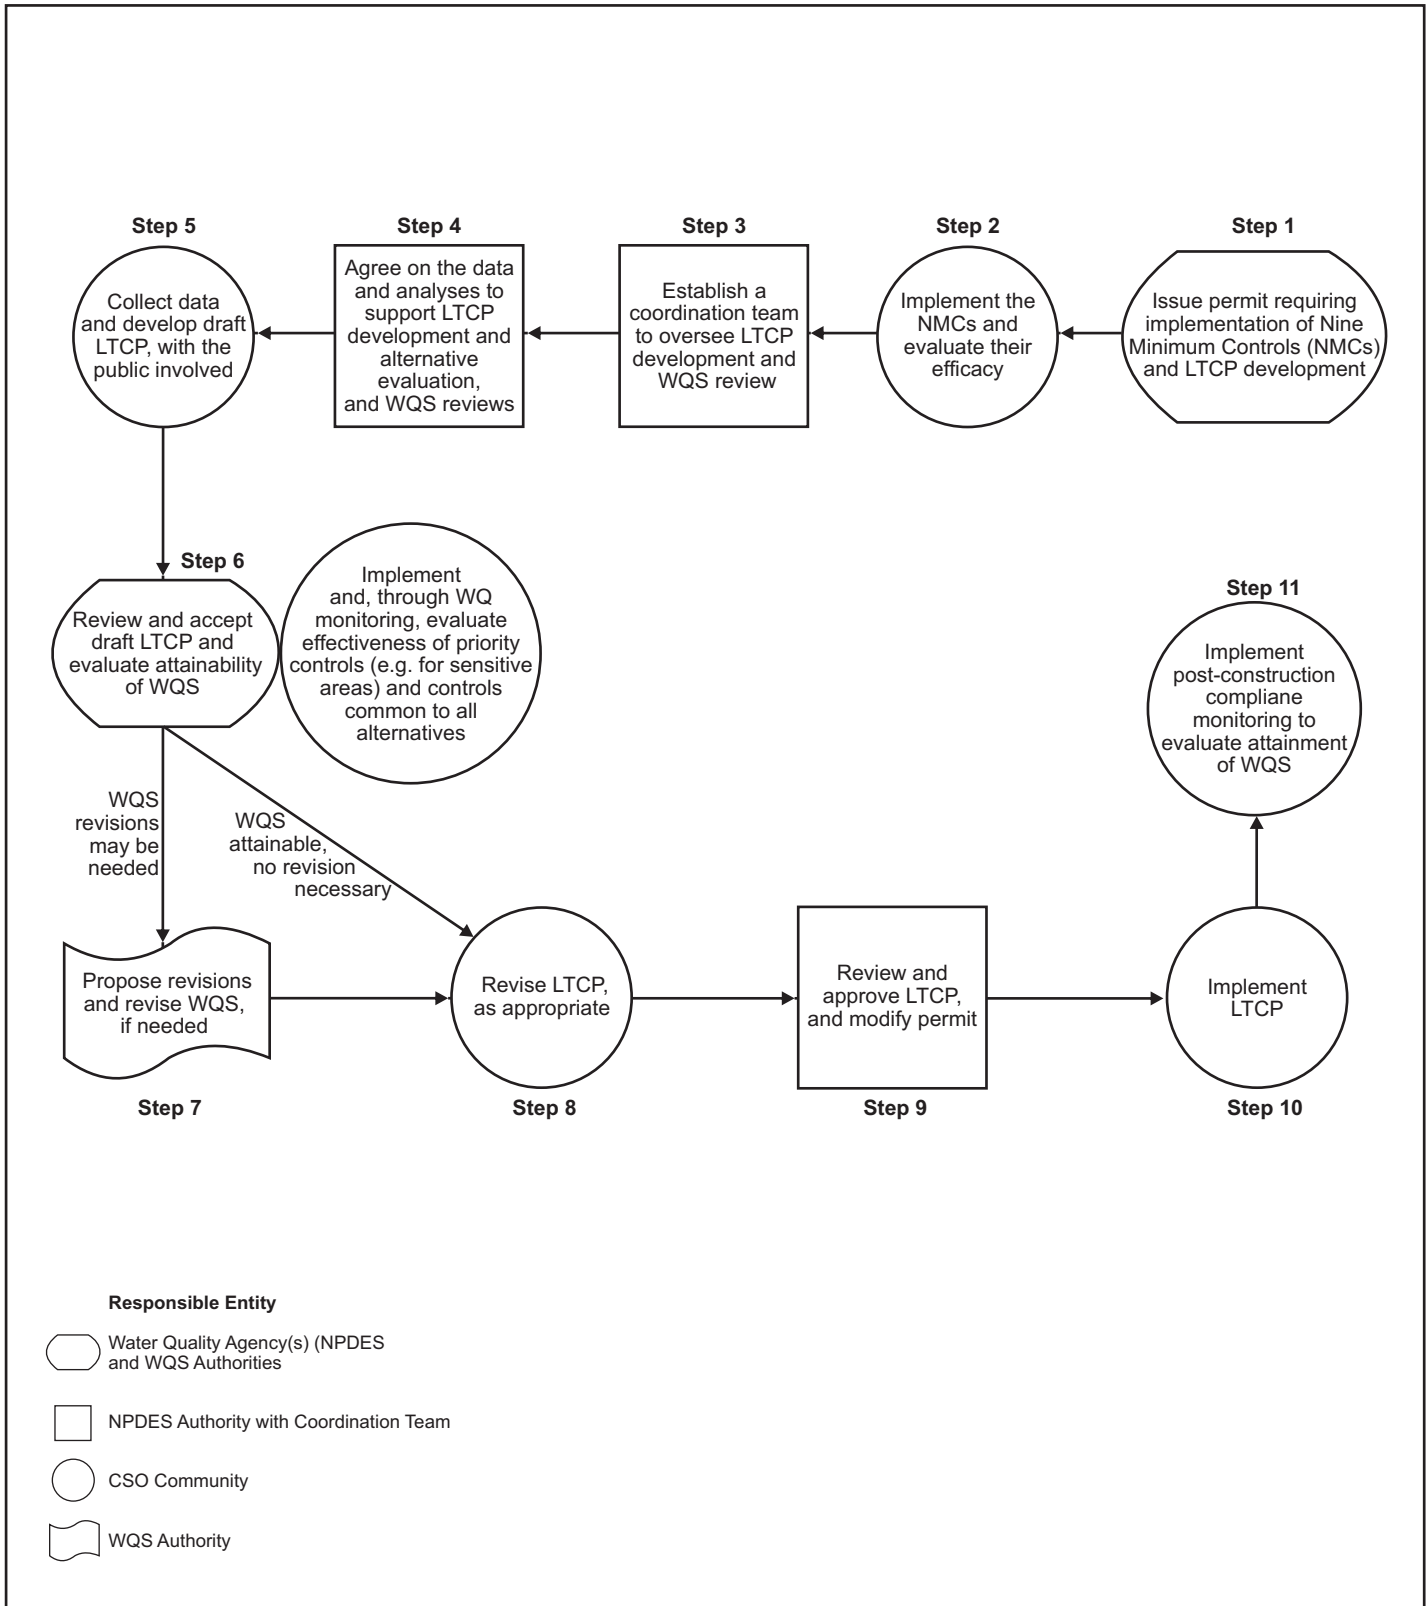 Step 1
Issue permit requiring
implementation of Nine
Minimum Controls (NMCs)
and LTCP development
Step 2
Implement the
NMCs and
evaluate their
efficacy
Step 3
Establish a
coordination team
to oversee LTCP
development and
WQS review
Step 4
Agree on the data
and analyses to
support LTCP
development and
alternative
evaluation,
and WQS reviews
Step 5
Collect data
and develop draft
LTCP, with the
public involved
Step 6
Review and accept
draft LTCP and
evaluate attainability
of WQS
Implement
and, through WQ
monitoring, evaluate
effectiveness of priority
controls (e.g. for sensitive
areas) and controls
common to all
alternatives
WQS
revisions
may be
needed
WQS
attainable,
no revision
necessary
Propose revisions
and revise WQS,
if needed
Step 7
Revise LTCP,
as appropriate
Step 8
Review and
approve LTCP,
and modify permit
Step 9
Implement
LTCP
Step 10
Step 11
Implement
post-construction
compliane
monitoring to
evaluate attainment
of WQS
Responsible Entity
Water Quality Agency(s) (NPDES
and WQS Authorities
NPDES Authority with Coordination Team
CSO Community
WQS Authority